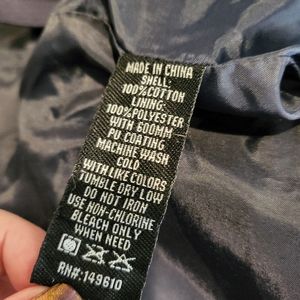 MADE IN CHINA
SHELL:
100%COTTON
LINING:
100%POLYESTER
WITH 600MM
PU COATING
MACHINE WASH
COLD
WITH LIKE COLORS
TUMBLE DRY LOW
DO NOT IRON
USE NON-CHLORINE
BLEACH ONLY
WHEN NEED
RN#:149610